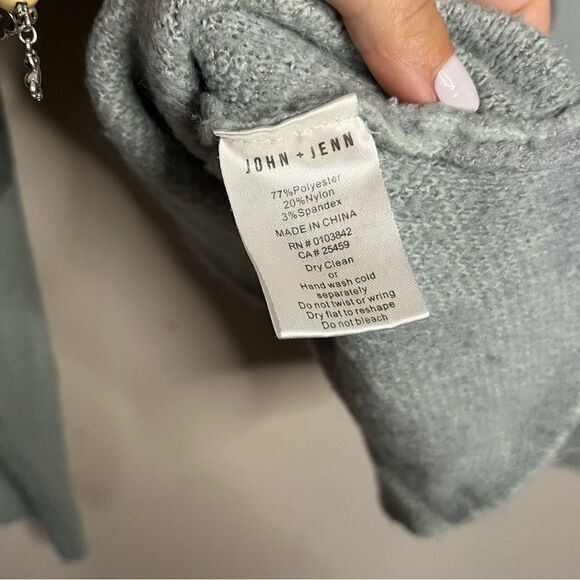 JOHN + JENN
77%Polyester
20%Nylon
3%Spandex
MADE IN CHINA
RN # 0103842
CA # 25459
Dry Clean
or
Hand wash cold
separately
Do not twist or wring
Dry flat to reshape
Do not bleach